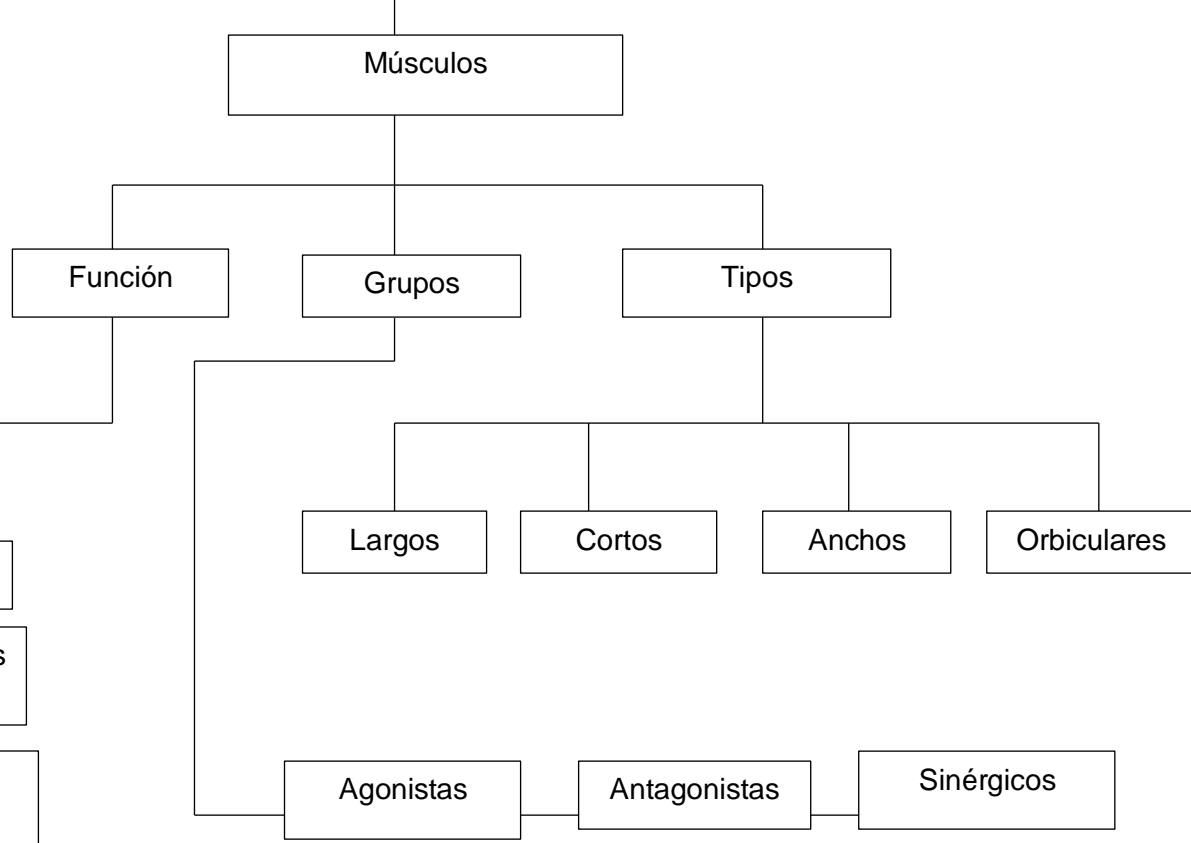 Músculos
Función
Grupos
Tipos
Largos
Cortos
Anchos
Orbiculares
Agonistas
Antagonistas
Sinérgicos